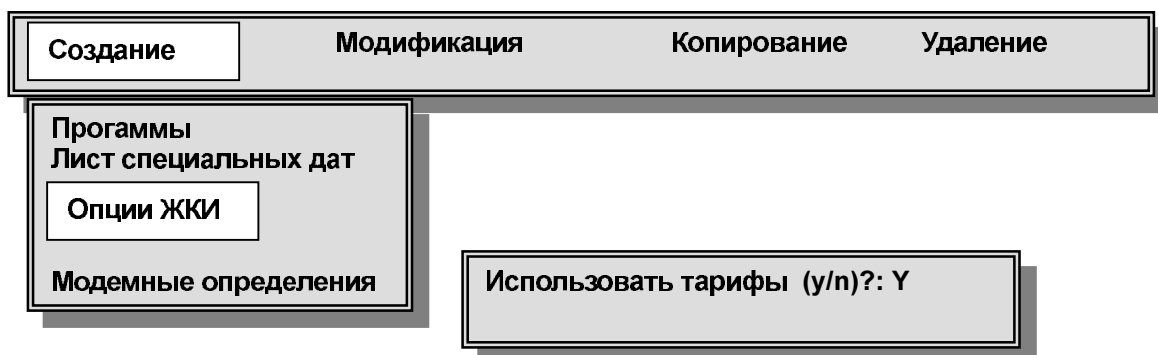 Создание Модификация Копирование Удаление
Прогаммы
Лист специальных дат
Опции ЖКИ
Модемные определения
Использовать тарифы (y/n)?: Y